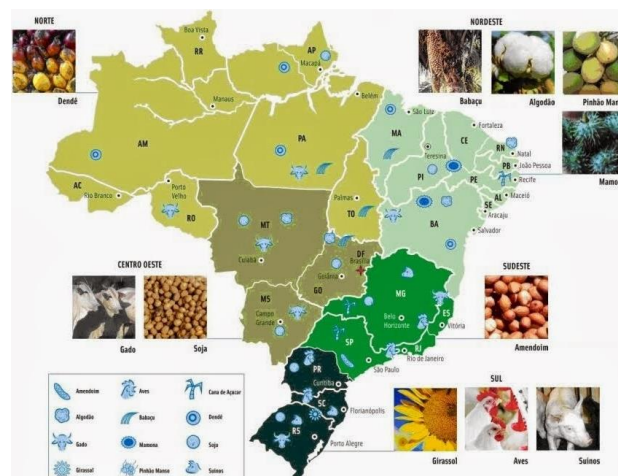 NORTE
Dendé
NORDESTE
Babaçu
Algodão
Pinhão Mans
Mamo
Boa Vista
RR
AP
Macapá
Belém
Manaus
AM
PA
São Luiz
MA
Fortaleza
CE
Teresina
RN
Natal
PB
João Pessoa
PI
PE
Recife
AL
Maceió
SE
Aracaju
AC
Rio Branco
Porto
Velho
RO
Palmas
TO
BA
Salvador
MT
Cuiabá
DF
Brasília
Goiânia
GO
CENTRO OESTE
Gado
Soja
MS
Campo
Grande
MG
Belo
Horizonte
ES
Vitória
SUDESTE
Amendoim
SP
São Paulo
RJ
Rio de Janeiro
PR
Curitiba
SC
Florianópolis
RS
Porto Alegre
SUL
Girassol
Aves
Suínos
Amendoim
Aves
Cana de Açucar
Algodão
Babaçu
Dendê
Gado
Mamona
Soja
Girassol
Pinhão Manso
Suínos